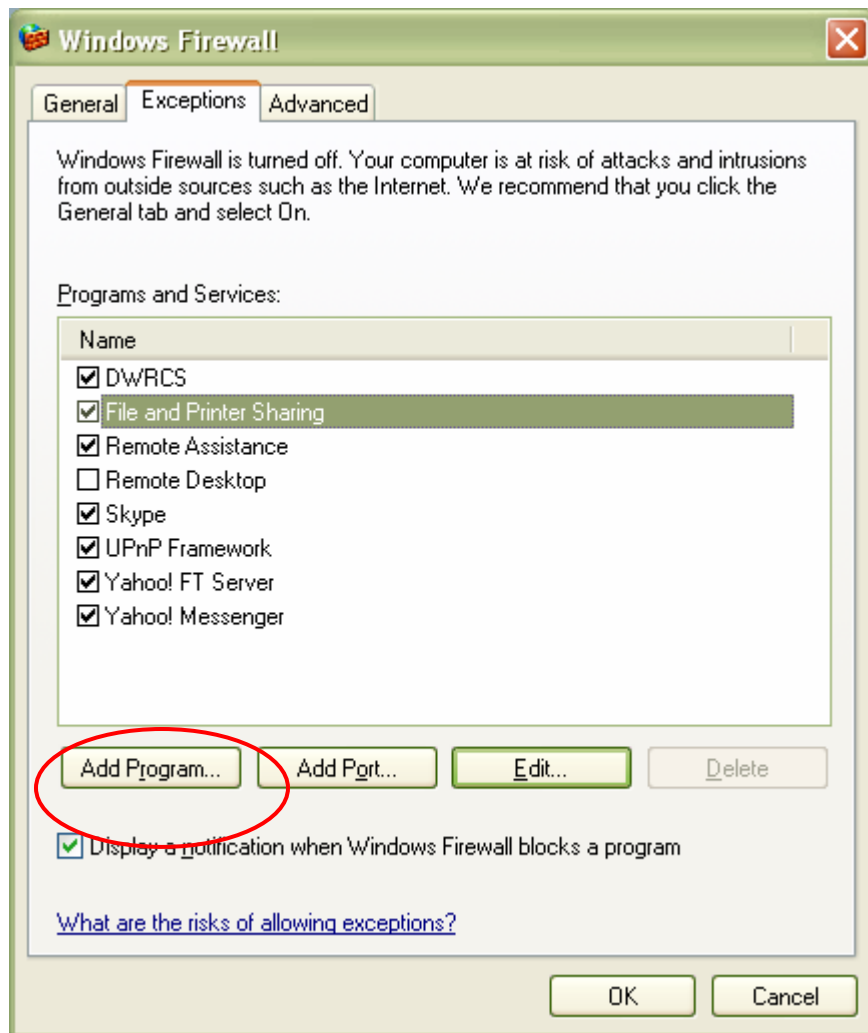 Windows Firewall
General Exceptions Advanced
Windows Firewall is turned off. Your computer is at risk of attacks and intrusions
from outside sources such as the Internet. We recommend that you click the
General tab and select On.
Programs and Services:
Name
DWRCS
File and Printer Sharing
Remote Assistance
Remote Desktop
Skype
UPnP Framework
Yahoo! FT Server
Yahoo! Messenger
Add Program... Add Port... Edit... Delete
Display a notification when Windows Firewall blocks a program
What are the risks of allowing exceptions?
OK Cancel